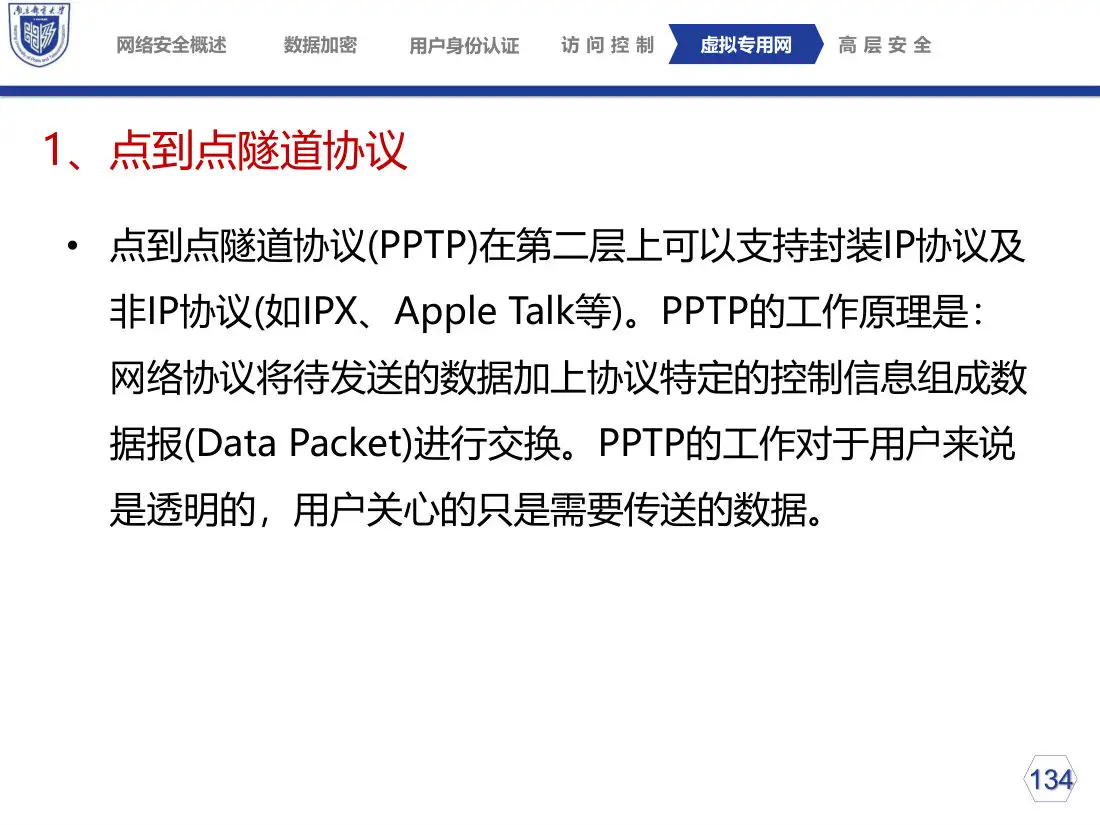 南京邮电大学
网络安全概述 数据加密 用户身份认证 访问控制 虚拟专用网 高层安全
1、点到点隧道协议
• 点到点隧道协议(PPTP)在第二层上可以支持封装IP协议及
非IP协议(如IPX、Apple Talk等)。PPTP的工作原理是：
网络协议将待发送的数据加上协议特定的控制信息组成数
据报(Data Packet)进行交换。PPTP的工作对于用户来说
是透明的，用户关心的只是需要传送的数据。
134